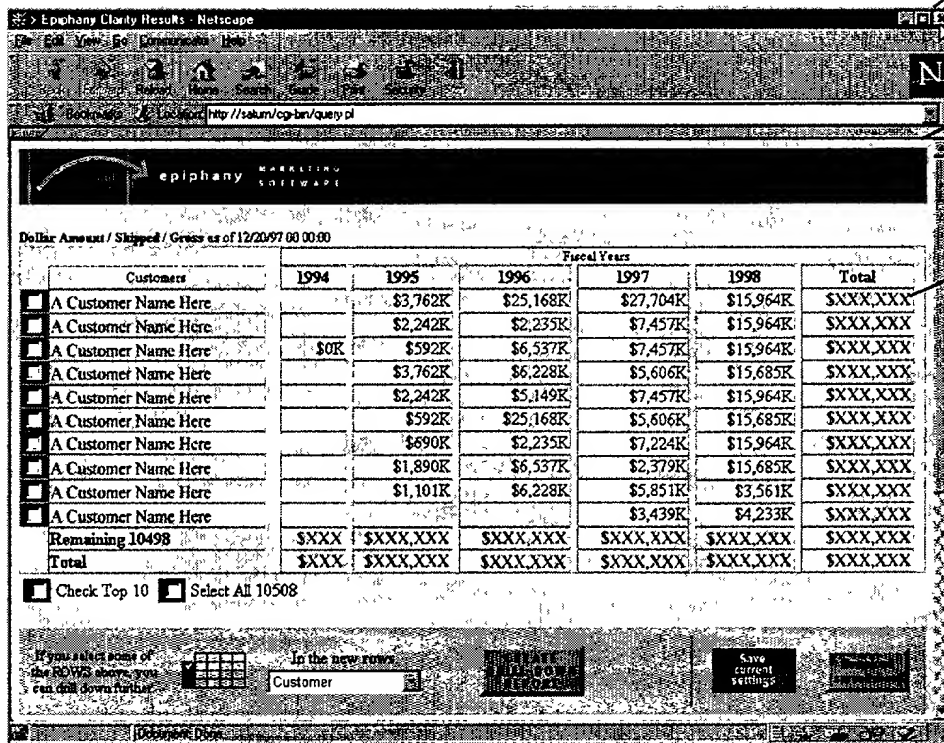 > Epiphany Clarity Results - Netscape
File Edit View Go Communicator Help
Reload Home Search Guide Print Security
N
Bookmarks Location: http://saturn/cgi-bin/query.pl
epiphany MARKETING SOFTWARE
Dollar Amount / Shipped / Gross as of 12/20/97 00 00:00
Fiscal Years
Customers 1994 1995 1996 1997 1998 Total
A Customer Name Here $3,762K $25,168K $27,704K $15,964K $XXX,XXX
A Customer Name Here $2,242K $2,235K $7,457K $15,964K $XXX,XXX
A Customer Name Here $0K $592K $6,537K $7,457K $15,964K $XXX,XXX
A Customer Name Here $3,762K $6,228K $5,606K $15,685K $XXX,XXX
A Customer Name Here $2,242K $5,149K $7,457K $15,964K $XXX,XXX
A Customer Name Here $592K $25,168K $5,606K $15,685K $XXX,XXX
A Customer Name Here $690K $2,235K $7,224K $15,964K $XXX,XXX
A Customer Name Here $1,890K $6,537K $2,379K $15,685K $XXX,XXX
A Customer Name Here $1,101K $6,228K $5,851K $3,561K $XXX,XXX
A Customer Name Here $3,439K $4,233K $XXX,XXX
Remaining 10498 $XXX $XXX,XXX $XXX,XXX $XXX,XXX $XXX,XXX $XXX,XXX
Total $XXX $XXX,XXX $XXX,XXX $XXX,XXX $XXX,XXX $XXX,XXX
Check Top 10 Select All 10508
If you select some of
the ROWS above, you
can drill down further
In the new rows
Customer
Save
current
settings
Document: Done